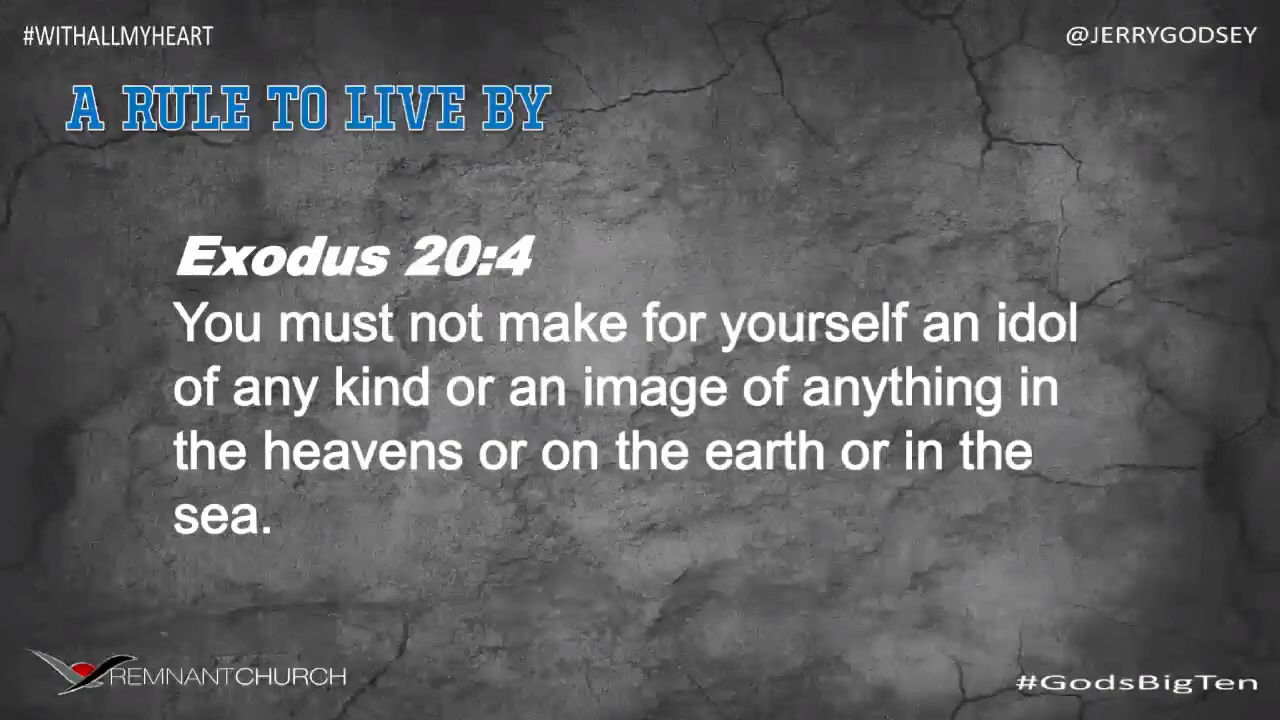 #WITHALLMYHEART
@JERRYGODSEY
A RULE TO LIVE BY
Exodus 20:4
You must not make for yourself an idol
of any kind or an image of anything in
the heavens or on the earth or in the
sea.
REMNANTCHURCH
#GodsBigTen